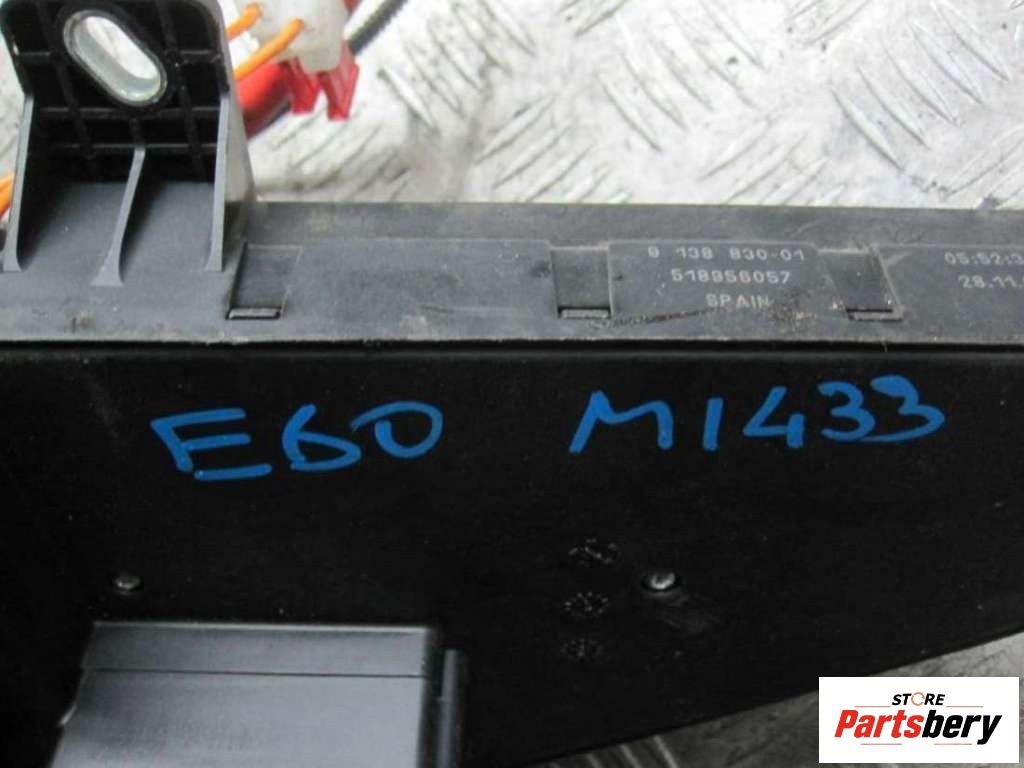 9 138 830-01
518956057
SPAIN
05:52:3
28.11.
E60 M1433
STORE
Partsbery